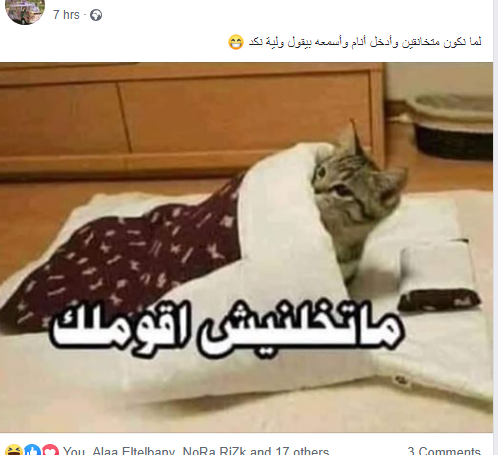 7 hrs ·
لما نكون متخانقين وأدخل أنام وأسمعه بيقول ولية نكد 😁
ماتخلنيش اقوملك
You, Alaa Eltelbany, NoRa RiZk and 17 others
3 Comments